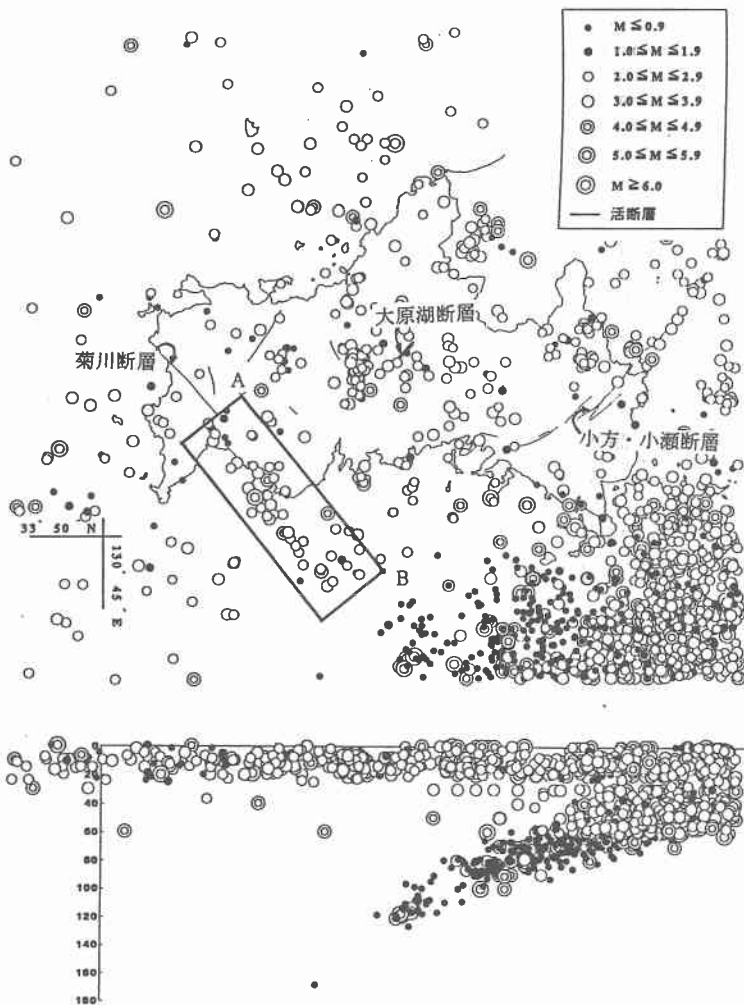 M ≦ 0.9
1.0 ≦ M ≦ 1.9
2.0 ≦ M ≦ 2.9
3.0 ≦ M ≦ 3.9
4.0 ≦ M ≦ 4.9
5.0 ≦ M ≦ 5.9
M ≧ 6.0
活断層
大原湖断層
菊川断層
A
小方・小瀬断層
33° 50 N
B
130° 45 E
0
20
40
60
80
100
120
140
160
180